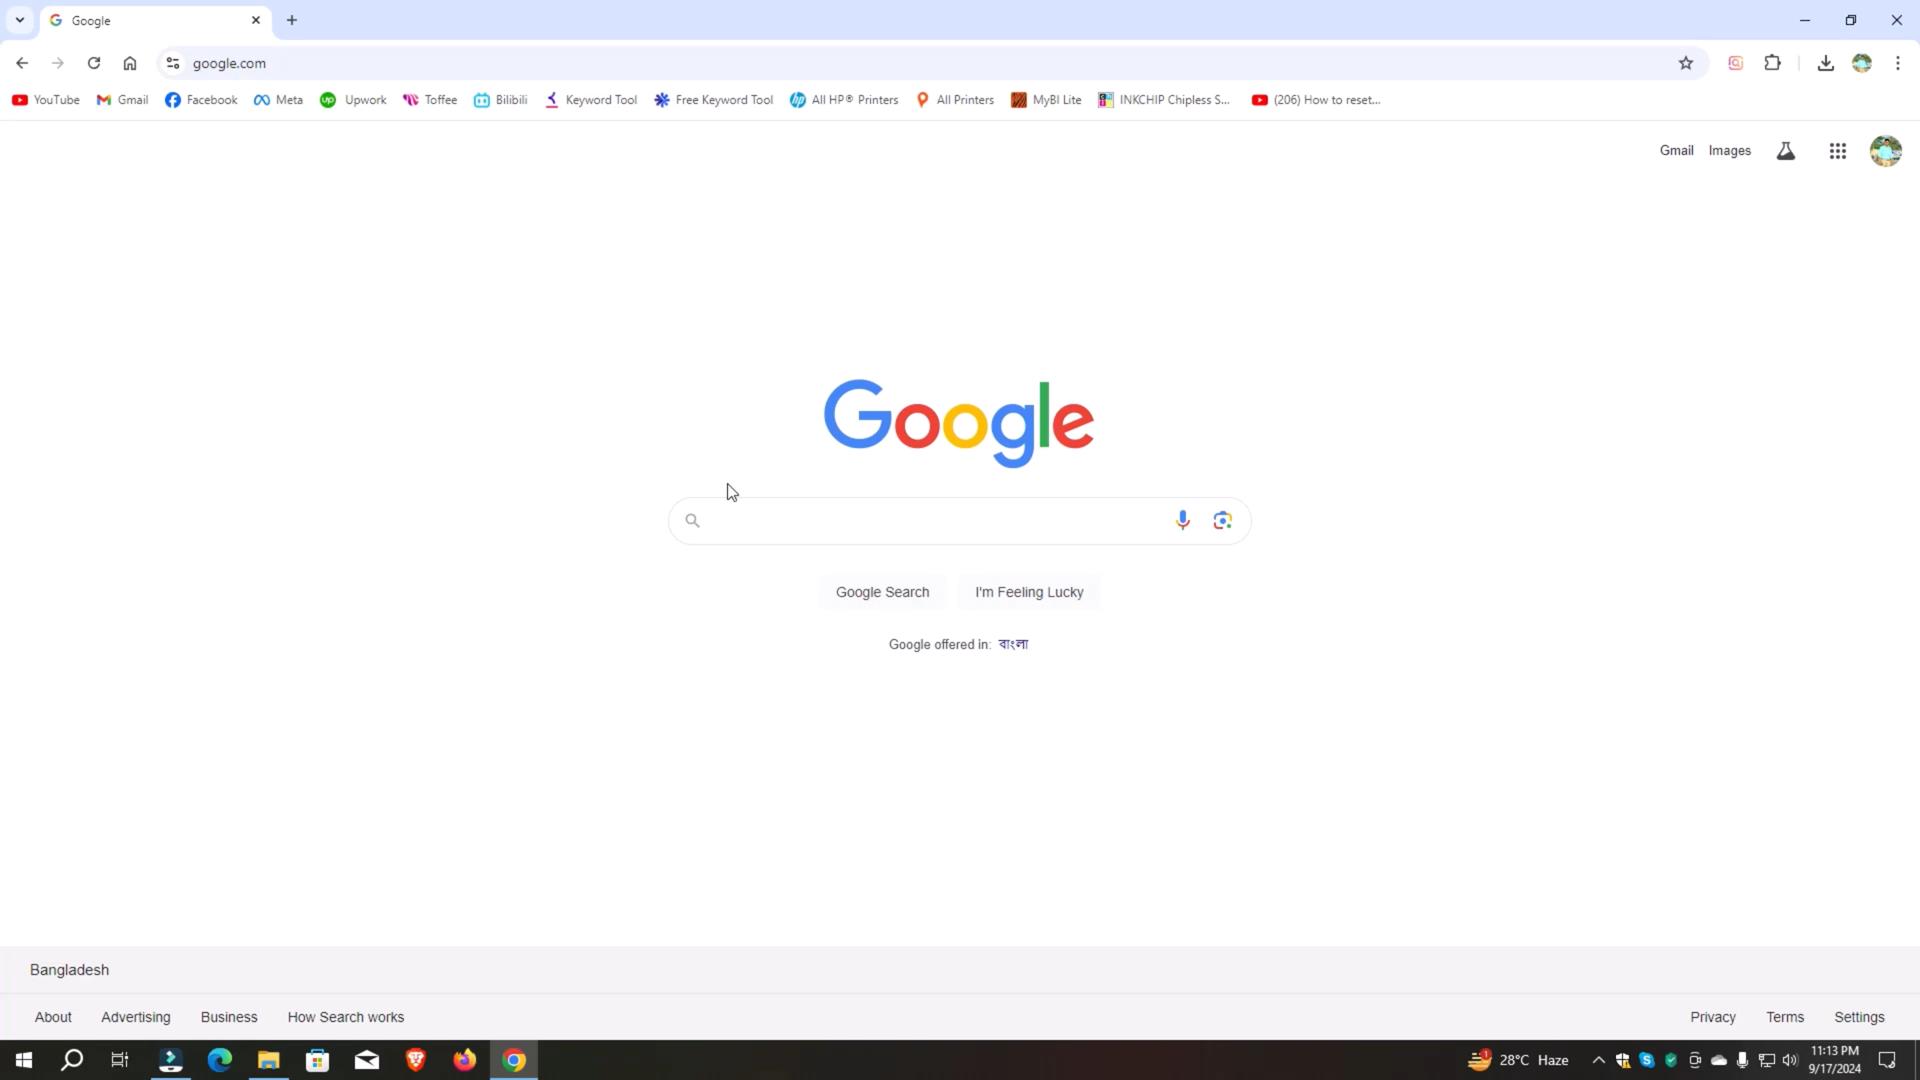 Google
google.com
YouTube Gmail Facebook Meta Upwork Toffee Bilibili Keyword Tool Free Keyword Tool All HP® Printers All Printers MyBI Lite INKCHIP Chipless S... (206) How to reset...
Gmail Images
Google
Google Search I'm Feeling Lucky
Google offered in: বাংলা
Bangladesh
About Advertising Business How Search works Privacy Terms Settings
28°C Haze
11:13 PM
9/17/2024